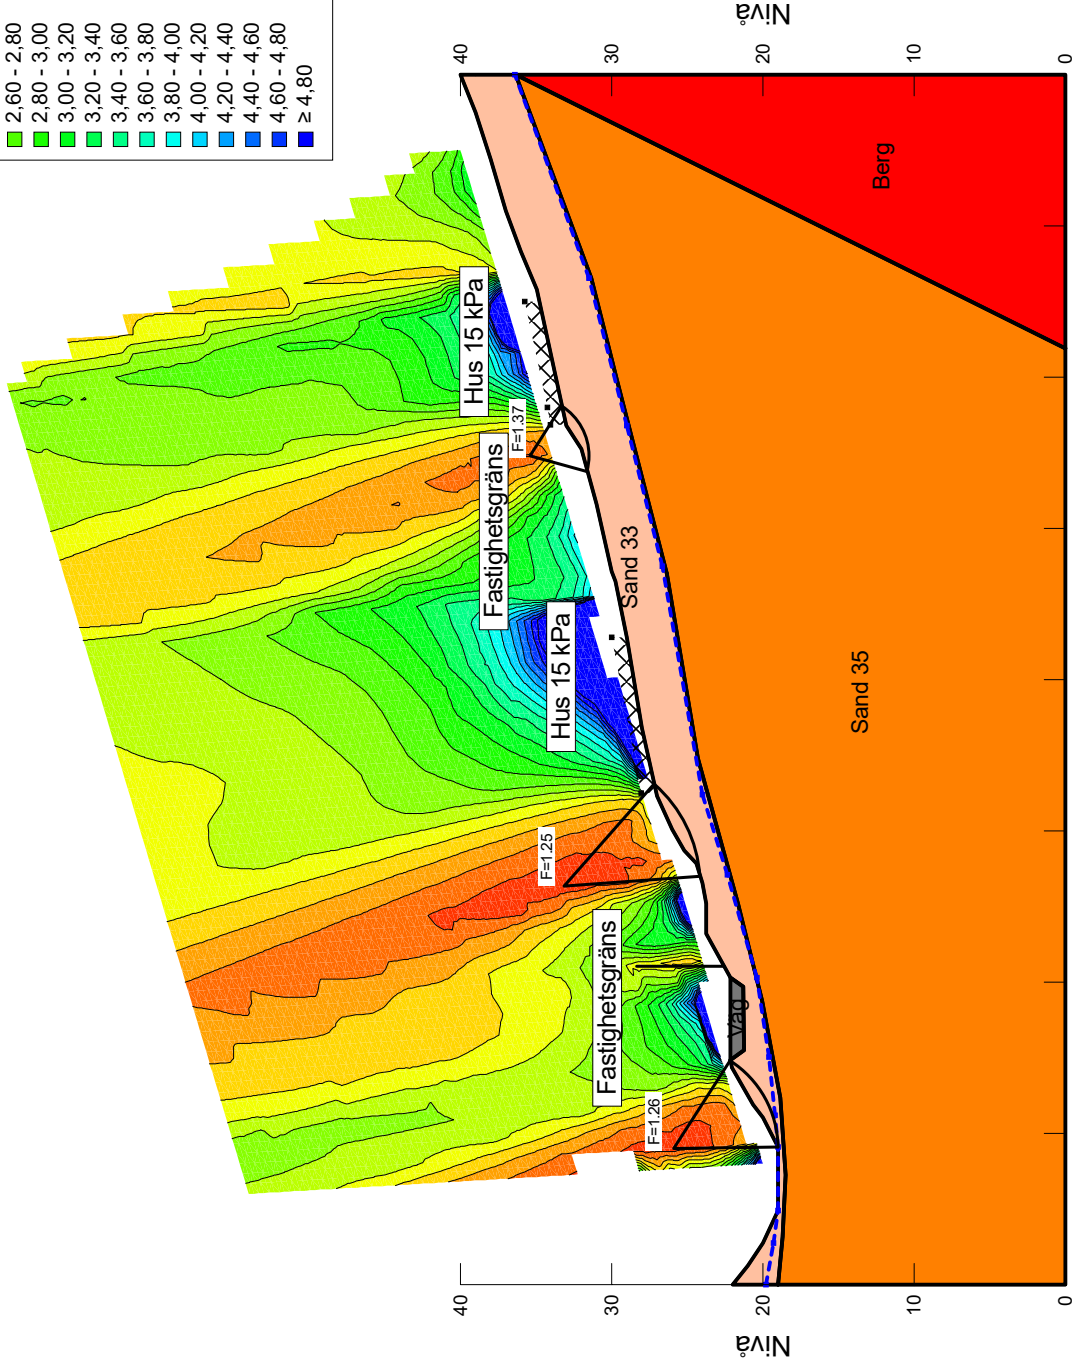 2,60 - 2,80
2,80 - 3,00
3,00 - 3,20
3,20 - 3,40
3,40 - 3,60
3,60 - 3,80
3,80 - 4,00
4,00 - 4,20
4,20 - 4,40
4,40 - 4,60
4,60 - 4,80
≥ 4,80
Nivå
40
30
20
10
0
Berg
Hus 15 kPa
F=1.37
Fastighetsgräns
Sand 33
Hus 15 kPa
Sand 35
F=1.25
Fastighetsgräns
Väg
F=1.26
40
30
20
10
0
Nivå